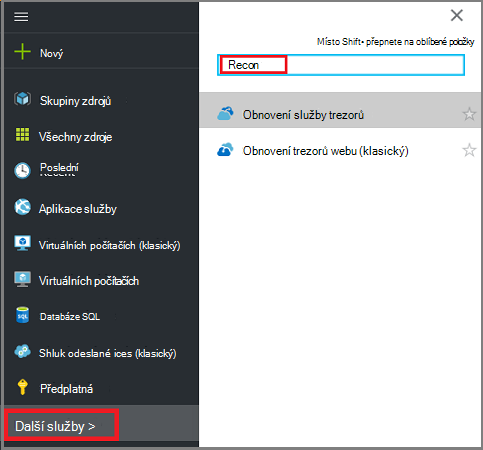 Nový
Skupiny zdrojů
Všechny zdroje
Poslední
Aplikace služby
Virtuálních počítačích (klasický)
Virtuálních počítačích
Databáze SQL
Shluk odeslané ices (klasický)
Předplatná
Další služby >
Místo Shift+ přepnete na oblíbené položky
Recon
Obnovení služby trezorů
Obnovení trezorů webu (klasický)